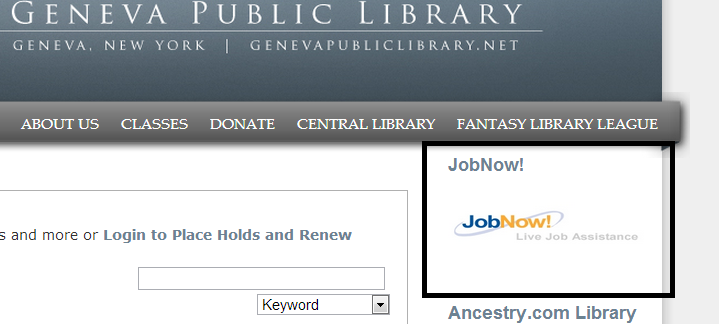 GENEVA PUBLIC LIBRARY
GENEVA, NEW YORK | GENEVAPUBLICLIBRARY.NET
ABOUT US CLASSES DONATE CENTRAL LIBRARY FANTASY LIBRARY LEAGUE
JobNow!
JobNow!
Live Job Assistance
s and more or Login to Place Holds and Renew
Keyword
Ancestry.com Library